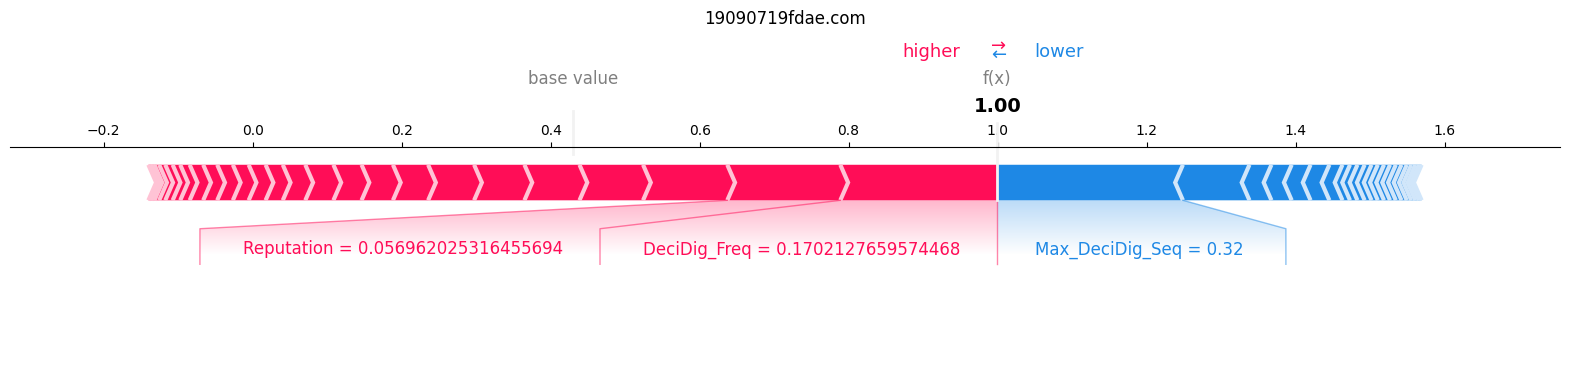 19090719fdae.com
higher ⇄ lower
base value f(x)
1.00
−0.2 0.0 0.2 0.4 0.6 0.8 1.0 1.2 1.4 1.6
Reputation = 0.056962025316455694 DeciDig_Freq = 0.1702127659574468 Max_DeciDig_Seq = 0.32